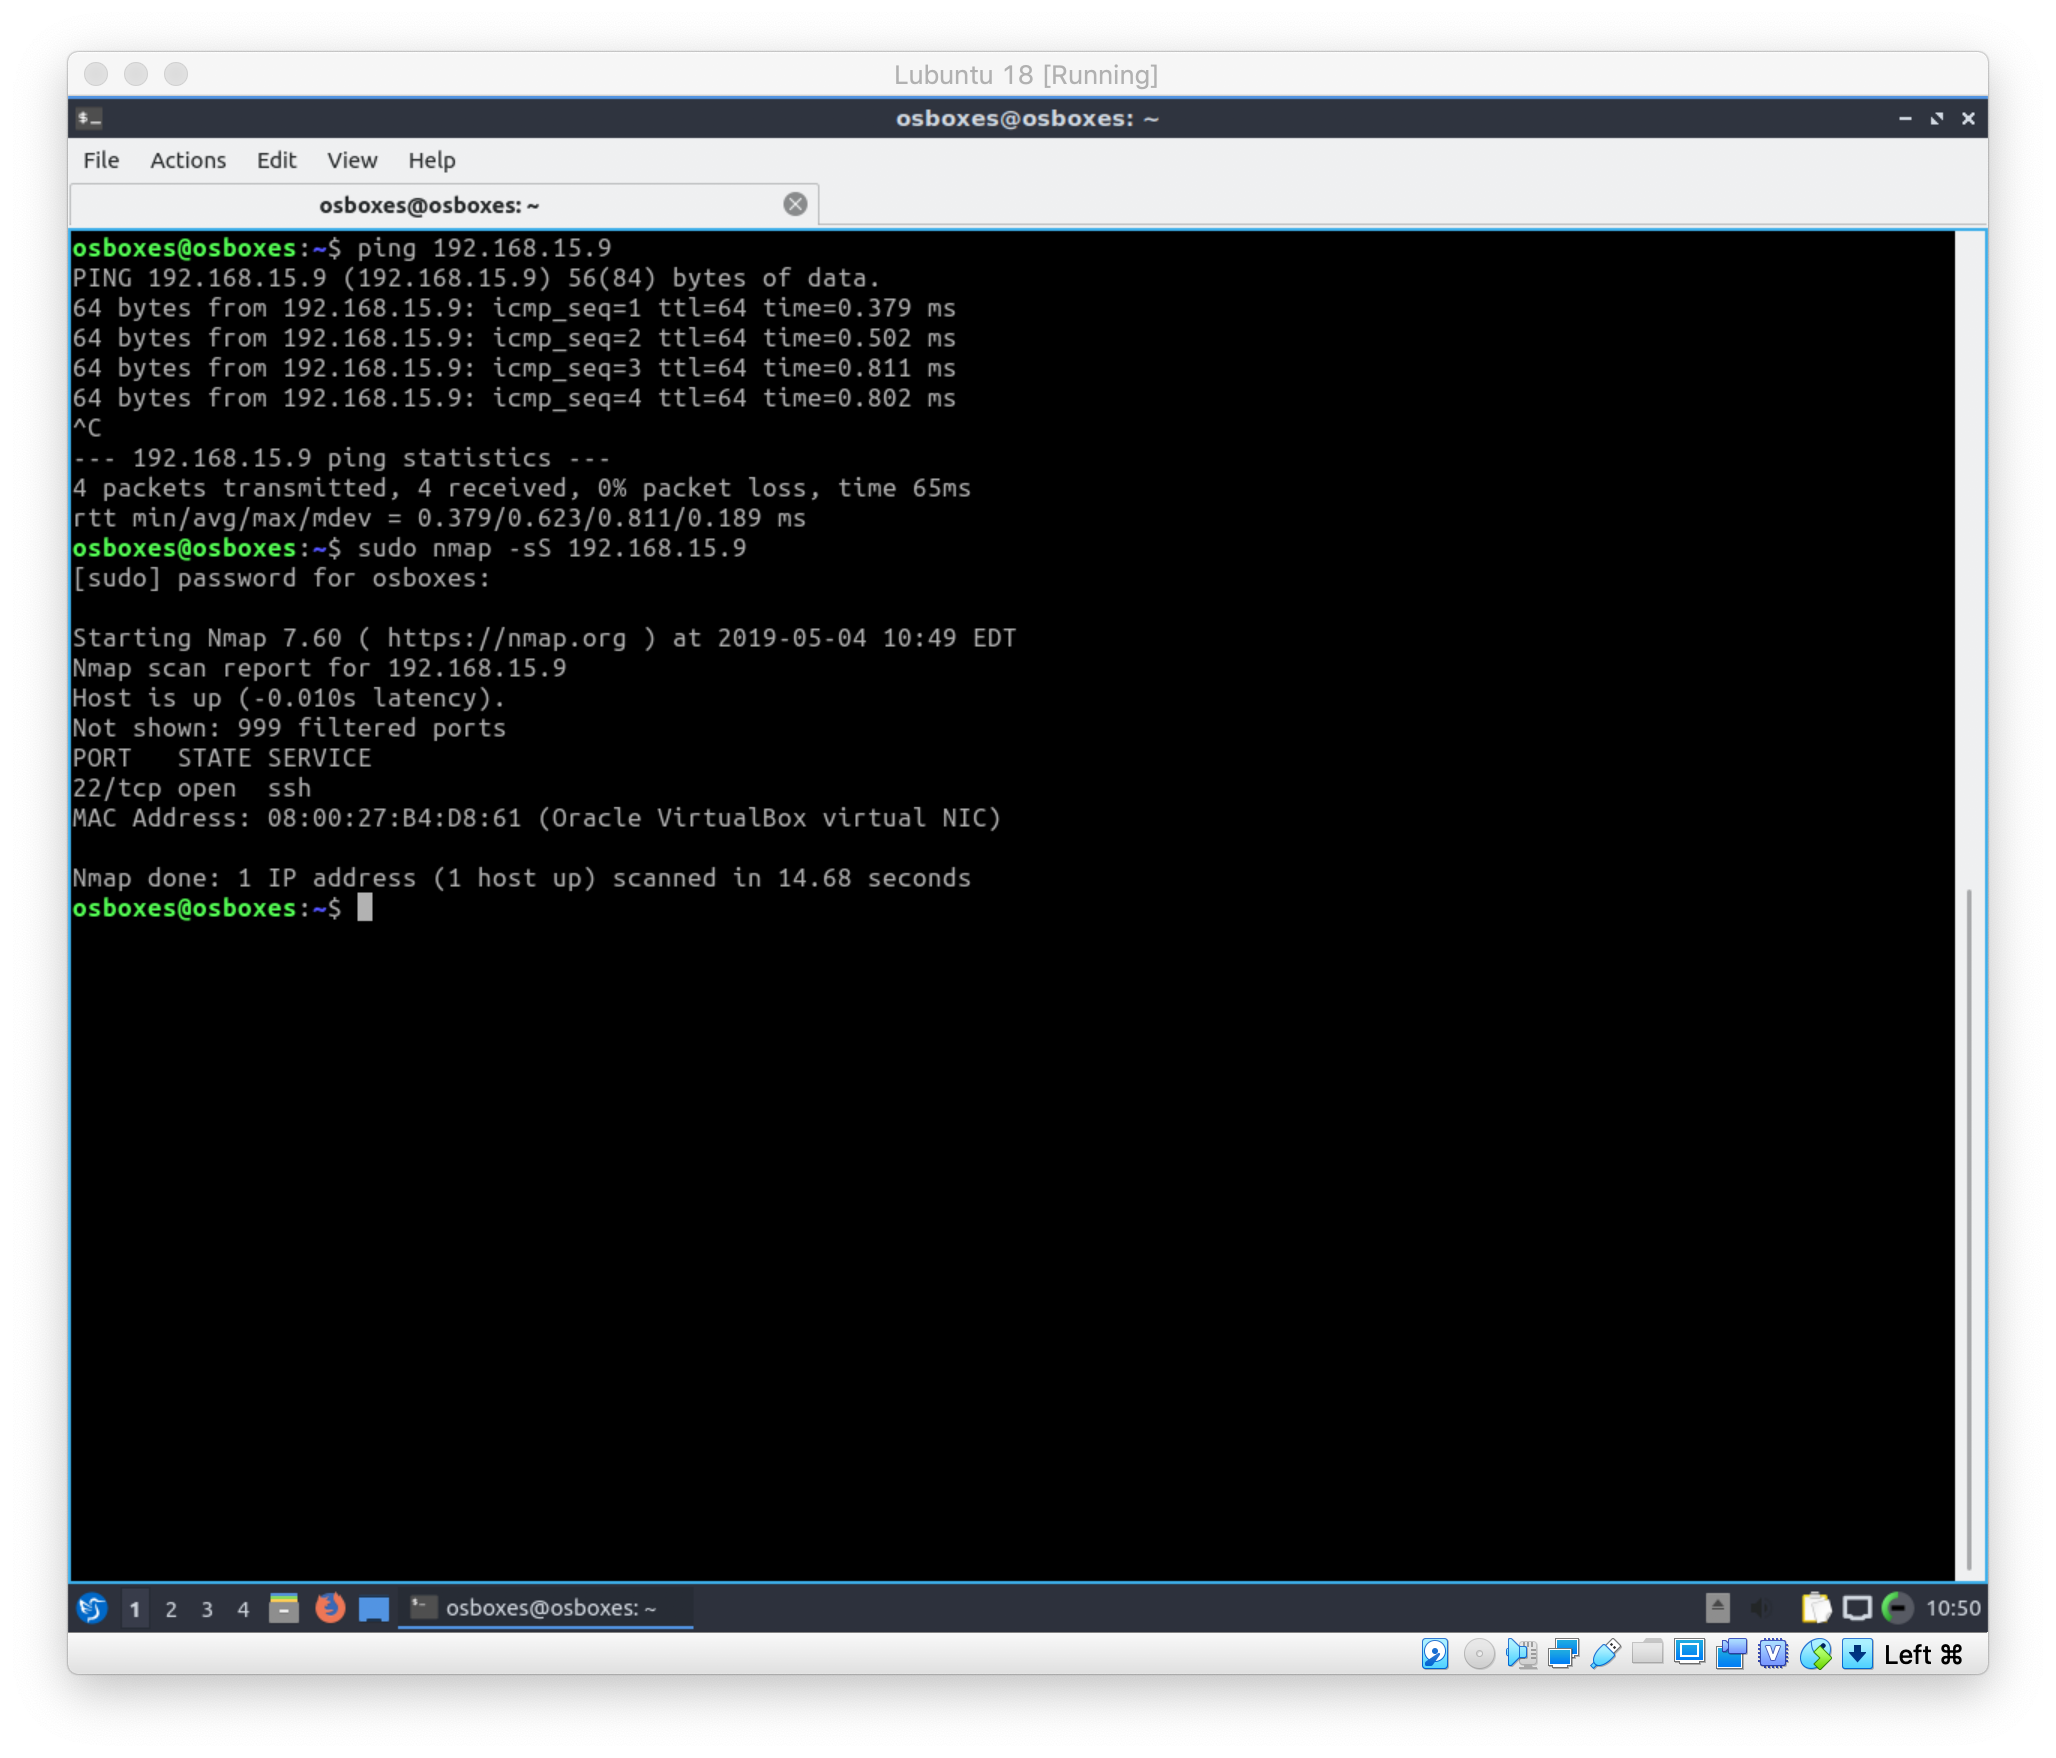 Lubuntu 18 [Running]
osboxes@osboxes: ~
File Actions Edit View Help
osboxes@osboxes: ~
osboxes@osboxes:~$ ping 192.168.15.9
PING 192.168.15.9 (192.168.15.9) 56(84) bytes of data.
64 bytes from 192.168.15.9: icmp_seq=1 ttl=64 time=0.379 ms
64 bytes from 192.168.15.9: icmp_seq=2 ttl=64 time=0.502 ms
64 bytes from 192.168.15.9: icmp_seq=3 ttl=64 time=0.811 ms
64 bytes from 192.168.15.9: icmp_seq=4 ttl=64 time=0.802 ms
^C
--- 192.168.15.9 ping statistics ---
4 packets transmitted, 4 received, 0% packet loss, time 65ms
rtt min/avg/max/mdev = 0.379/0.623/0.811/0.189 ms
osboxes@osboxes:~$ sudo nmap -sS 192.168.15.9
[sudo] password for osboxes:
Starting Nmap 7.60 ( https://nmap.org ) at 2019-05-04 10:49 EDT
Nmap scan report for 192.168.15.9
Host is up (-0.010s latency).
Not shown: 999 filtered ports
PORT   STATE SERVICE
22/tcp open  ssh
MAC Address: 08:00:27:B4:D8:61 (Oracle VirtualBox virtual NIC)
Nmap done: 1 IP address (1 host up) scanned in 14.68 seconds
osboxes@osboxes:~$
1 2 3 4 osboxes@osboxes: ~ 10:50
Left ⌘